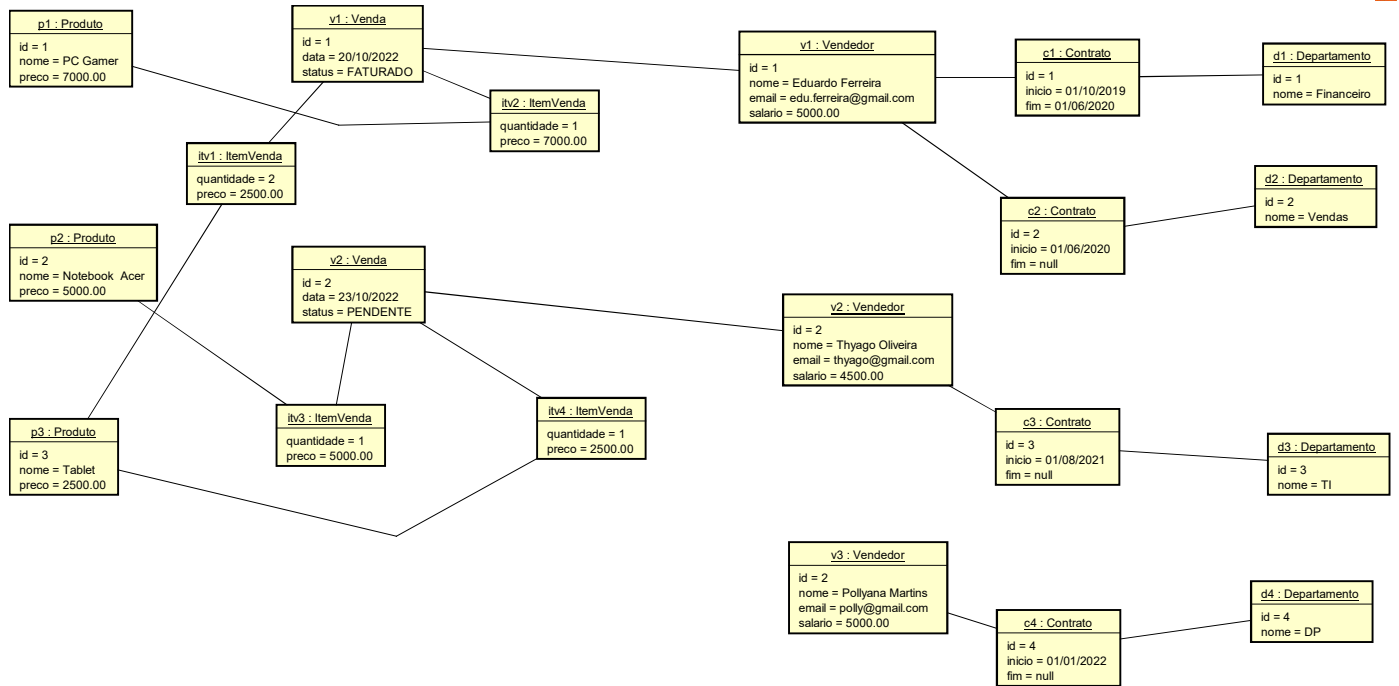 p1 : Produto
id = 1
nome = PC Gamer
preco = 7000.00
v1 : Venda
id = 1
data = 20/10/2022
status = FATURADO
itv2 : ItemVenda
quantidade = 1
preco = 7000.00
v1 : Vendedor
id = 1
nome = Eduardo Ferreira
email = edu.ferreira@gmail.com
salario = 5000.00
c1 : Contrato
id = 1
inicio = 01/10/2019
fim = 01/06/2020
d1 : Departamento
id = 1
nome = Financeiro
itv1 : ItemVenda
quantidade = 2
preco = 2500.00
d2 : Departamento
id = 2
nome = Vendas
c2 : Contrato
id = 2
inicio = 01/06/2020
fim = null
p2 : Produto
id = 2
nome = Notebook  Acer
preco = 5000.00
v2 : Venda
id = 2
data = 23/10/2022
status = PENDENTE
v2 : Vendedor
id = 2
nome = Thyago Oliveira
email = thyago@gmail.com
salario = 4500.00
p3 : Produto
id = 3
nome = Tablet
preco = 2500.00
itv3 : ItemVenda
quantidade = 1
preco = 5000.00
itv4 : ItemVenda
quantidade = 1
preco = 2500.00
c3 : Contrato
id = 3
inicio = 01/08/2021
fim = null
d3 : Departamento
id = 3
nome = TI
v3 : Vendedor
id = 2
nome = Pollyana Martins
email = polly@gmail.com
salario = 5000.00
c4 : Contrato
id = 4
inicio = 01/01/2022
fim = null
d4 : Departamento
id = 4
nome = DP